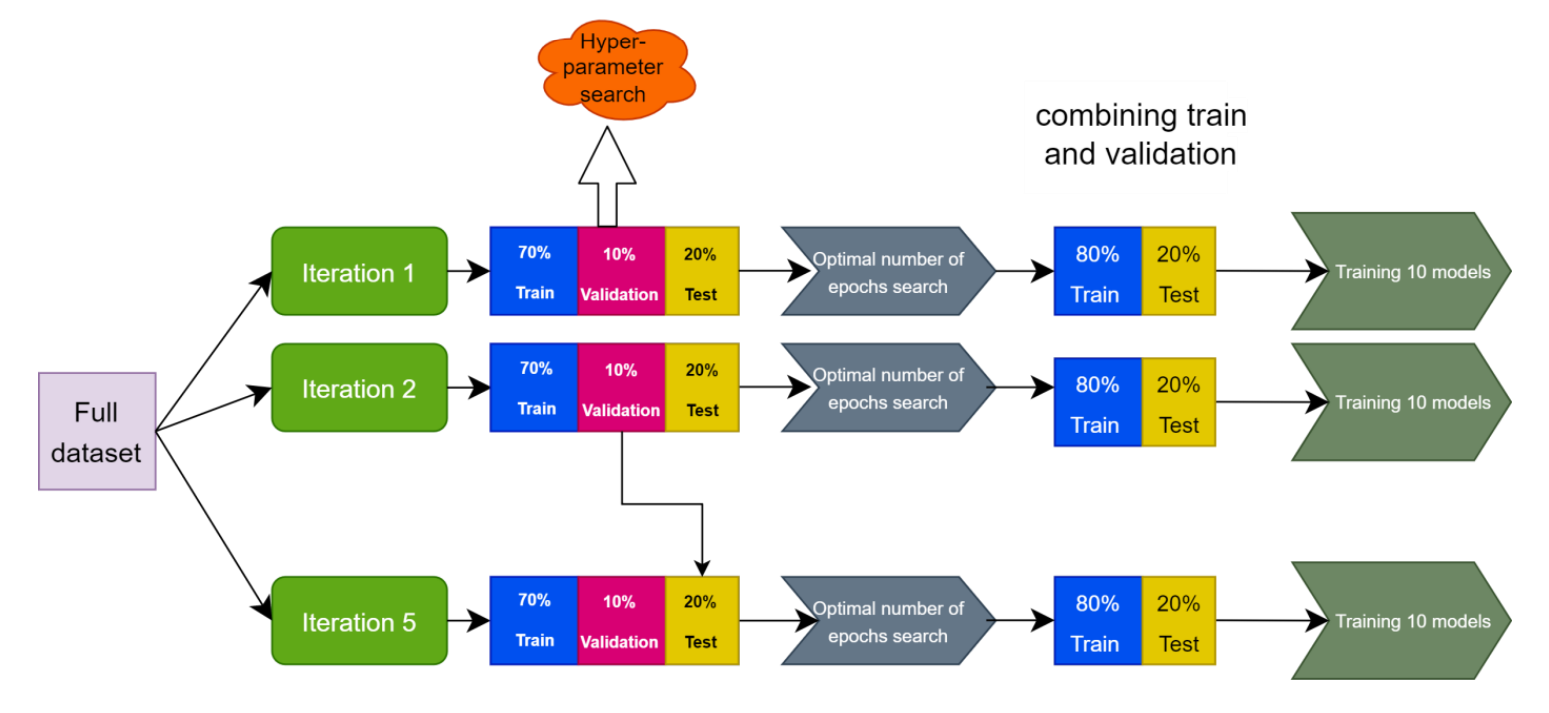 Hyper-
parameter
search
combining train
and validation
Full
dataset
Iteration 1
70%
Train
10%
Validation
20%
Test
Optimal number of
epochs search
80%
Train
20%
Test
Training 10 models
Iteration 2
70%
Train
10%
Validation
20%
Test
Optimal number of
epochs search
80%
Train
20%
Test
Training 10 models
Iteration 5
70%
Train
10%
Validation
20%
Test
Optimal number of
epochs search
80%
Train
20%
Test
Training 10 models